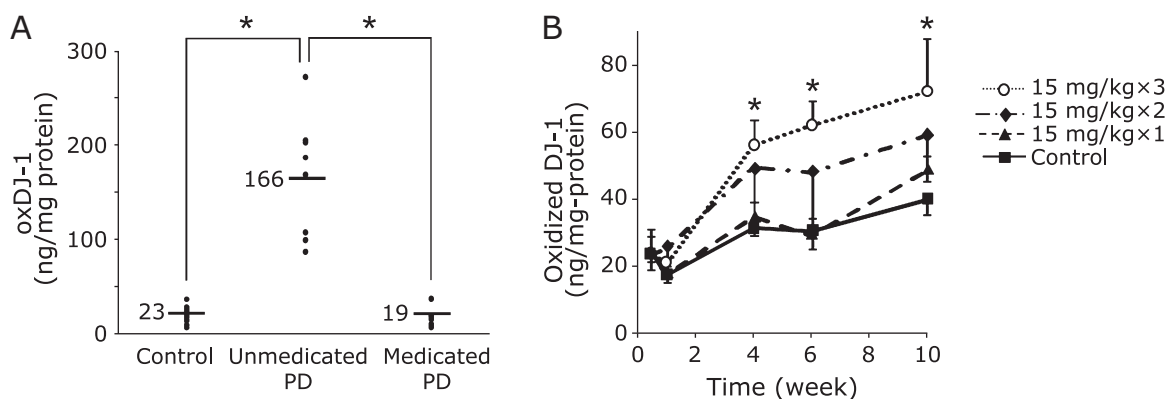 A
* *
oxDJ-1
(ng/mg protein)
300
200
100
0
23
166
19
Control
Unmedicated
PD
Medicated
PD
B
Oxidized DJ-1
(ng/mg-protein)
80
60
40
20
0
* * *
0 2 4 6 8 10
Time (week)
15 mg/kg×3
15 mg/kg×2
15 mg/kg×1
Control